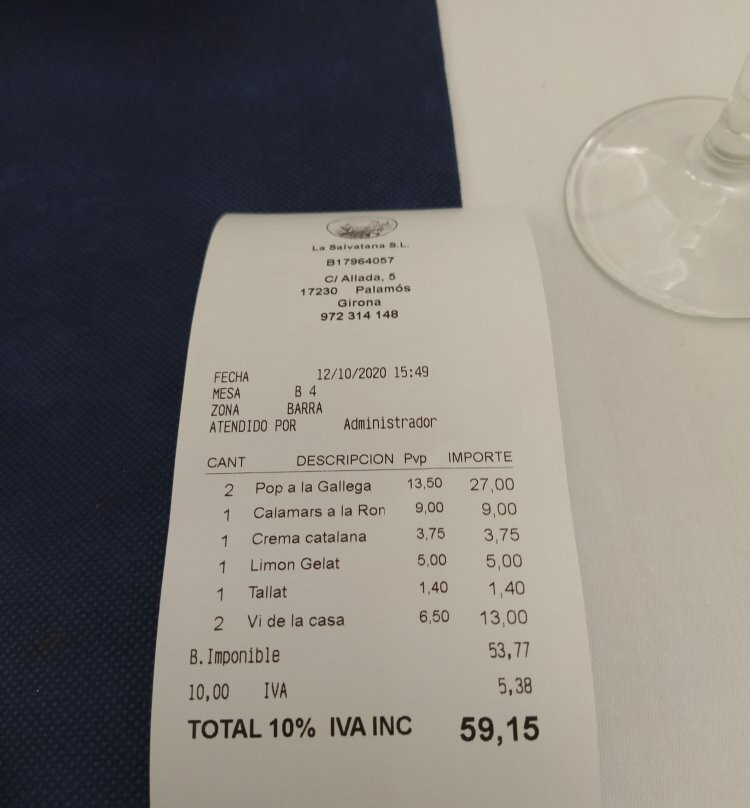 La Salvatana S.L.
B17964057
C/ Allada, 5
17230 Palamós
Girona
972 314 148
FECHA 12/10/2020 15:49
MESA B 4
ZONA BARRA
ATENDIDO POR Administrador
CANT DESCRIPCION Pvp IMPORTE
2 Pop a la Gallega 13,50 27,00
1 Calamars a la Ron 9,00 9,00
1 Crema catalana 3,75 3,75
1 Limon Gelat 5,00 5,00
1 Tallat 1,40 1,40
2 Vi de la casa 6,50 13,00
B.Imponible 53,77
10,00 IVA 5,38
TOTAL 10% IVA INC 59,15